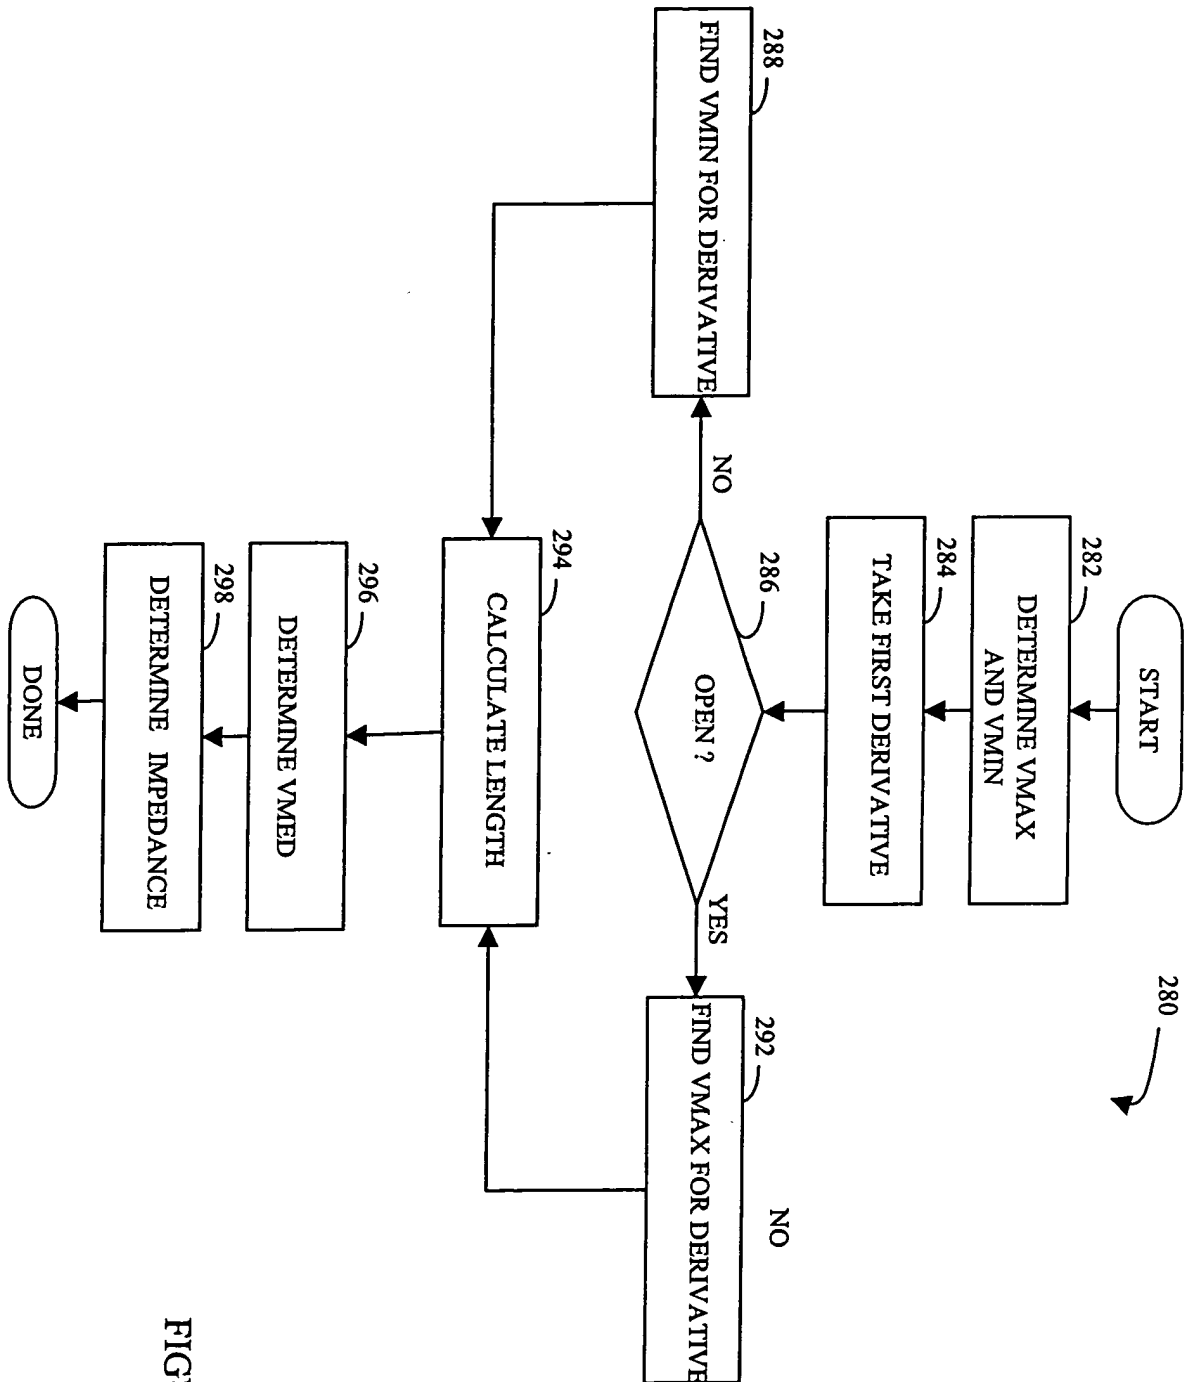 280
START
282
DETERMINE VMAX
AND VMIN
284
TAKE FIRST DERIVATIVE
286
OPEN ?
NO
YES
288
FIND VMIN FOR DERIVATIVE
292
FIND VMAX FOR DERIVATIVE
NO
294
CALCULATE LENGTH
296
DETERMINE VMED
298
DETERMINE IMPEDANCE
DONE